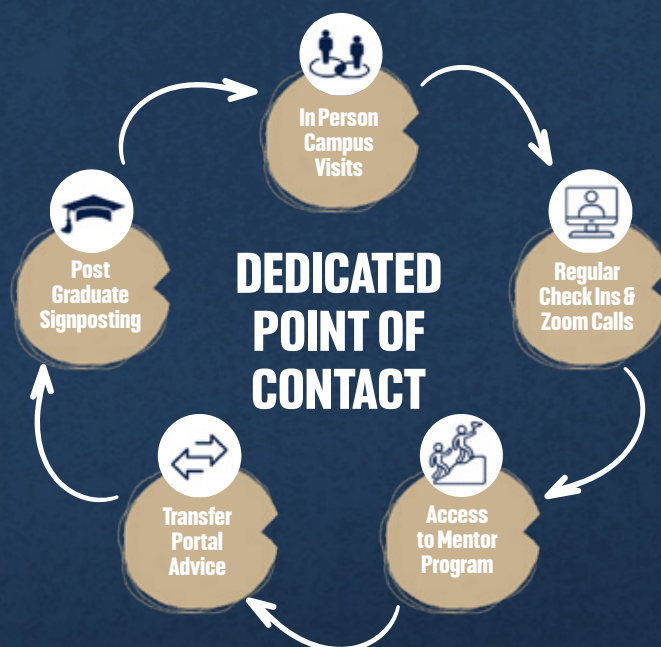 In Person
Campus
Visits
Regular
Check Ins &
Zoom Calls
Access
to Mentor
Program
Transfer
Portal
Advice
Post
Graduate
Signposting
DEDICATED
POINT OF
CONTACT